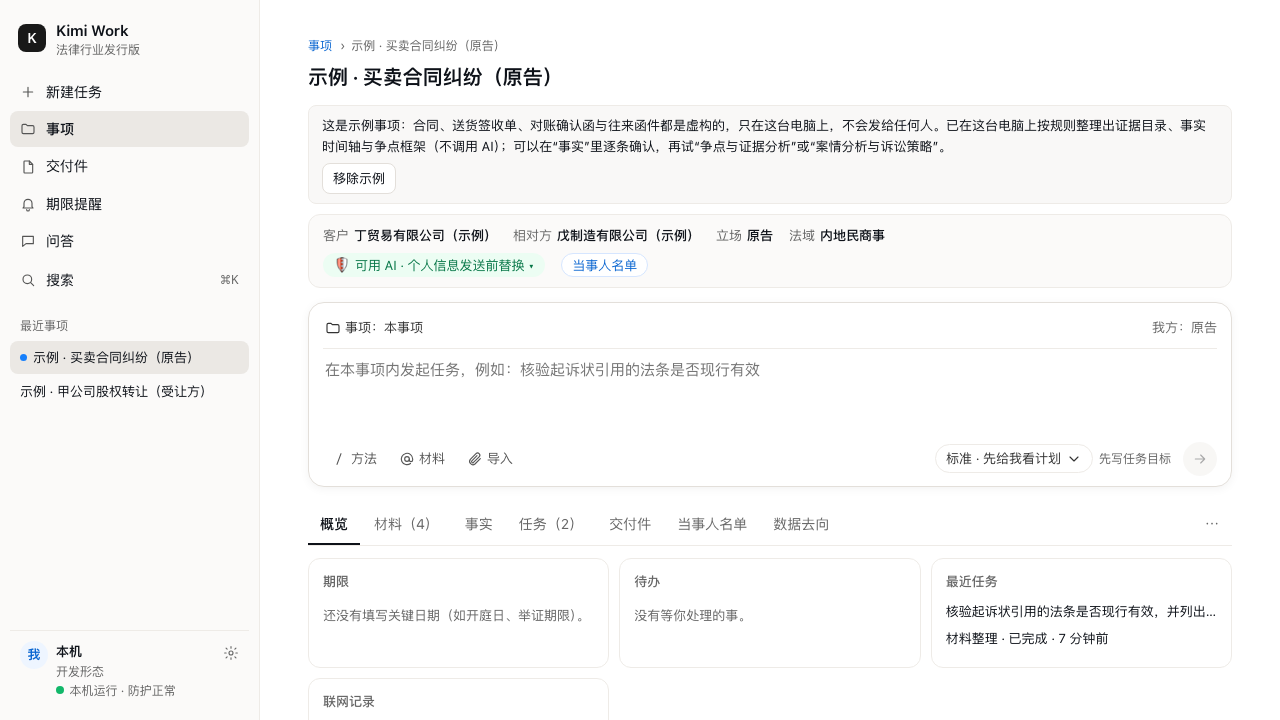 K
Kimi Work
法律行业发行版
新建任务
事项
交付件
期限提醒
问答
搜索 ⌘K
最近事项
示例 · 买卖合同纠纷（原告）
示例 · 甲公司股权转让（受让方）
我
本机
开发形态
本机运行 · 防护正常
事项 › 示例 · 买卖合同纠纷（原告）
示例 · 买卖合同纠纷（原告）
这是示例事项：合同、送货签收单、对账确认函与往来函件都是虚构的，只在这台电脑上，不会发给任何人。已在这台电脑上按规则整理出证据目录、事实
时间轴与争点框架（不调用 AI）；可以在“事实”里逐条确认，再试“争点与证据分析”或“案情分析与诉讼策略”。
移除示例
客户 丁贸易有限公司（示例） 相对方 戊制造有限公司（示例） 立场 原告 法域 内地民商事
可用 AI · 个人信息发送前替换 ▾ 当事人名单
事项：本事项 我方：原告
在本事项内发起任务，例如：核验起诉状引用的法条是否现行有效
/ 方法 材料 导入 标准 · 先给我看计划 先写任务目标
概览 材料（4） 事实 任务（2） 交付件 当事人名单 数据去向 ···
期限
还没有填写关键日期（如开庭日、举证期限）。
待办
没有等你处理的事。
最近任务
核验起诉状引用的法条是否现行有效，并列出...
材料整理 · 已完成 · 7 分钟前
联网记录